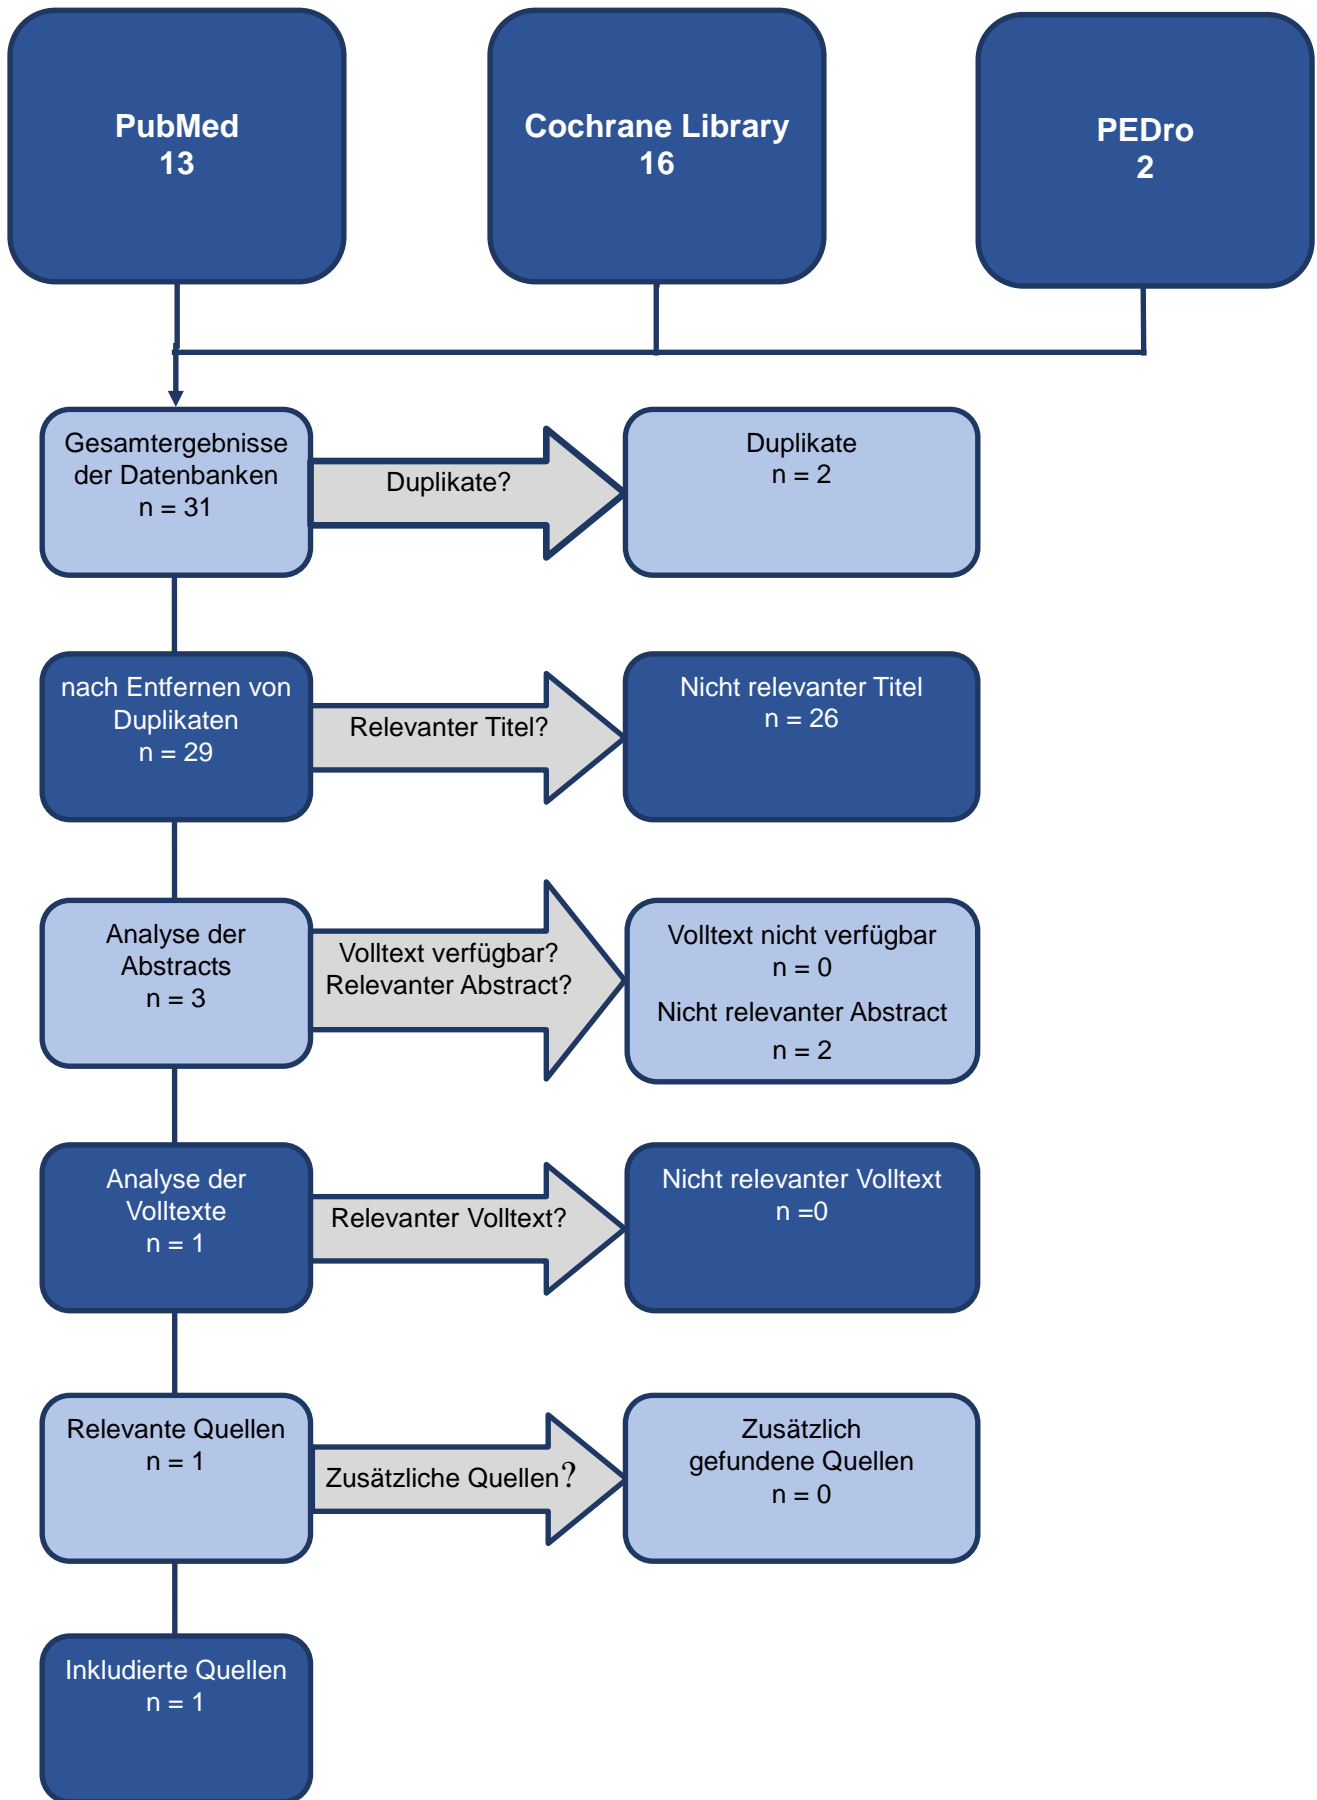 PubMed
13
Cochrane Library
16
PEDro
2
Gesamtergebnisse
der Datenbanken
n = 31
Duplikate?
Duplikate
n = 2
nach Entfernen von
Duplikaten
n = 29
Relevanter Titel?
Nicht relevanter Titel
n = 26
Analyse der
Abstracts
n = 3
Volltext verfügbar?
Relevanter Abstract?
Volltext nicht verfügbar
n = 0
Nicht relevanter Abstract
n = 2
Analyse der
Volltexte
n = 1
Relevanter Volltext?
Nicht relevanter Volltext
n =0
Relevante Quellen
n = 1
Zusätzliche Quellen?
Zusätzlich
gefundene Quellen
n = 0
Inkludierte Quellen
n = 1